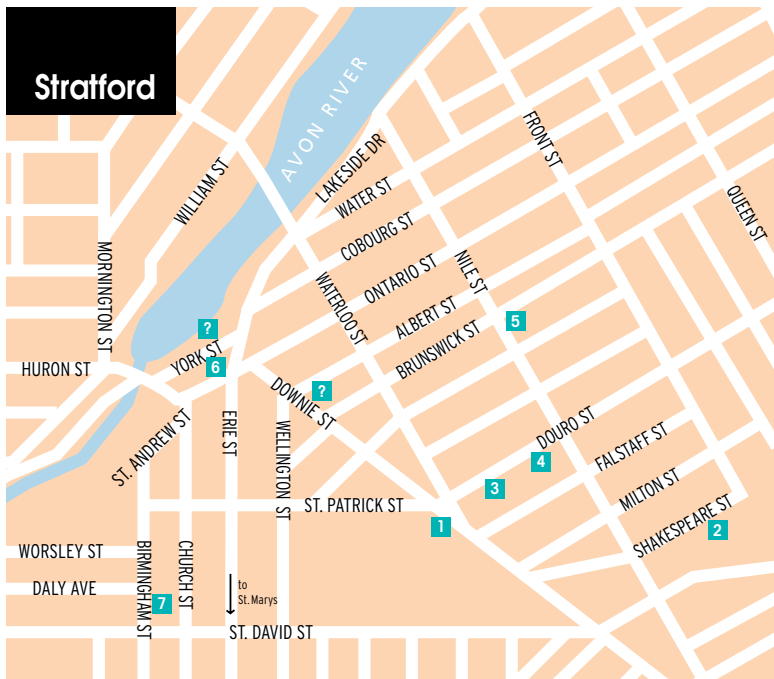 Stratford
AVON RIVER
LAKESIDE DR
FRONT ST
WILLIAM ST
WATER ST
QUEEN ST
COBOURG ST
MORNINGTON ST
ONTARIO ST
NILE ST
WATERLOO ST
ALBERT ST
5
?
BRUNSWICK ST
YORK ST
6
HURON ST
DOWNIE ST
?
ST. ANDREW ST
ERIE ST
WELLINGTON ST
DOURO ST
4
FALSTAFF ST
3
MILTON ST
ST. PATRICK ST
1
SHAKESPEARE ST
2
WORSLEY ST
BIRMINGHAM ST
CHURCH ST
DALY AVE
7
to
St. Marys
ST. DAVID ST